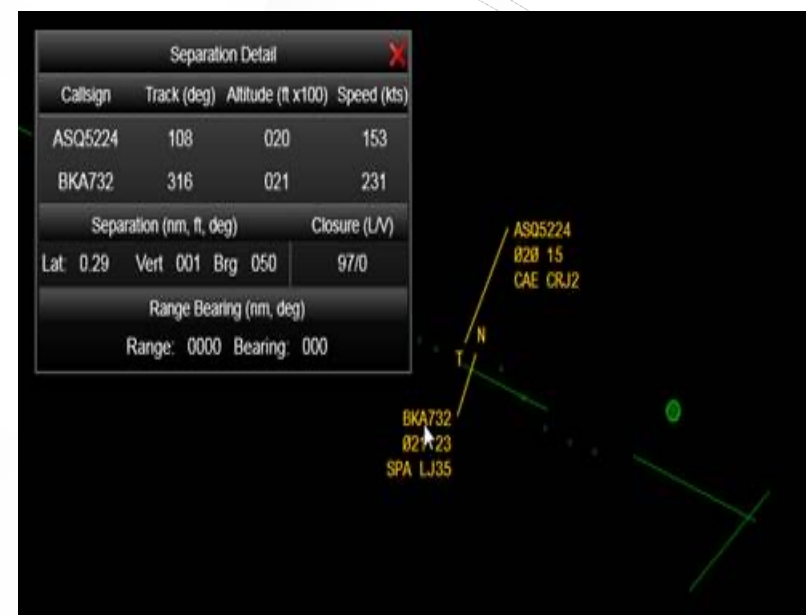 Separation Detail X
Callsign Track (deg) Altitude (ft x100) Speed (kts)
ASQ5224 108 020 153
BKA732 316 021 231
Separation (nm, ft, deg) Closure (L/V)
Lat: 0.29 Vert 001 Brg 050 97/0
Range Bearing (nm, deg)
Range: 0000 Bearing: 000
ASQ5224
020 15
CAE CRJ2
N
T
BKA732
021 23
SPA LJ35